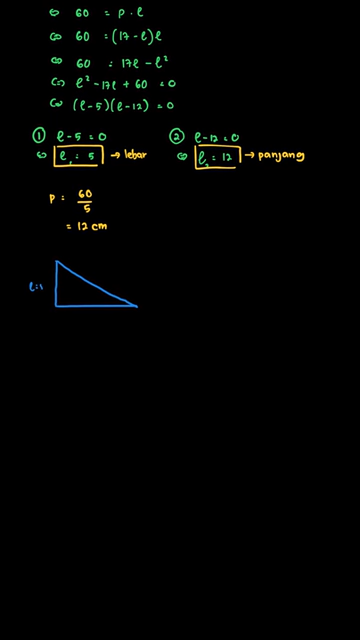 ⇔ 60 = p · l
⇔ 60 = (17 - l) l
⇔ 60 = 17l - l²
⇔ l² - 17l + 60 = 0
⇔ (l - 5)(l - 12) = 0
① l - 5 = 0
⇔ l₁ = 5 → lebar
② l - 12 = 0
⇔ l₂ = 12 → panjang
P = 60/5
= 12 cm